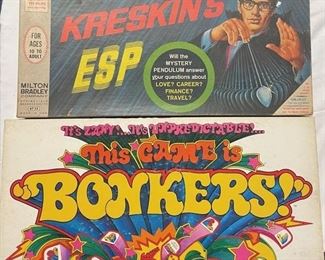 KRESKIN'S
ESP
FOR AGES
10 TO
ADULT
MILTON
BRADLEY
Will the
MYSTERY
PENDULUM answer
your questions about
LOVE? CAREER?
FINANCE?
TRAVEL?
It's ZANY!... It's UNPREDICTABLE!...
This GAME is
"BONKERS!"